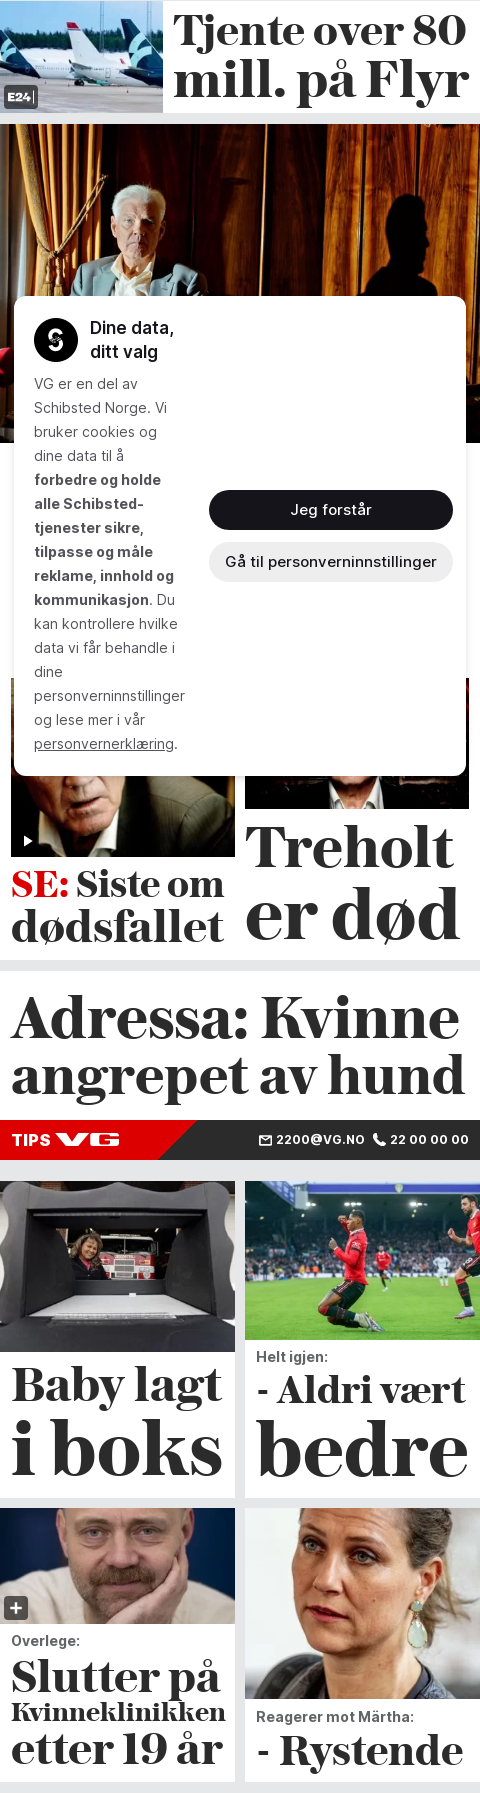 Tjente over 80
mill. på Flyr
E24
Dine data,
ditt valg
VG er en del av
Schibsted Norge. Vi
bruker cookies og
dine data til å
forbedre og holde
alle Schibsted-
tjenester sikre,
tilpasse og måle
reklame, innhold og
kommunikasjon. Du
kan kontrollere hvilke
data vi får behandle i
dine
personverninnstillinger
og lese mer i vår
personvernerklæring.
Jeg forstår
Gå til personverninnstillinger
SE: Siste om
dødsfallet
Treholt
er død
Adressa: Kvinne
angrepet av hund
TIPS VG
2200@VG.NO 22 00 00 00
Baby lagt
i boks
Helt igjen:
- Aldri vært
bedre
Overlege:
Slutter på
Kvinneklinikken
etter 19 år
Reagerer mot Märtha:
- Rystende